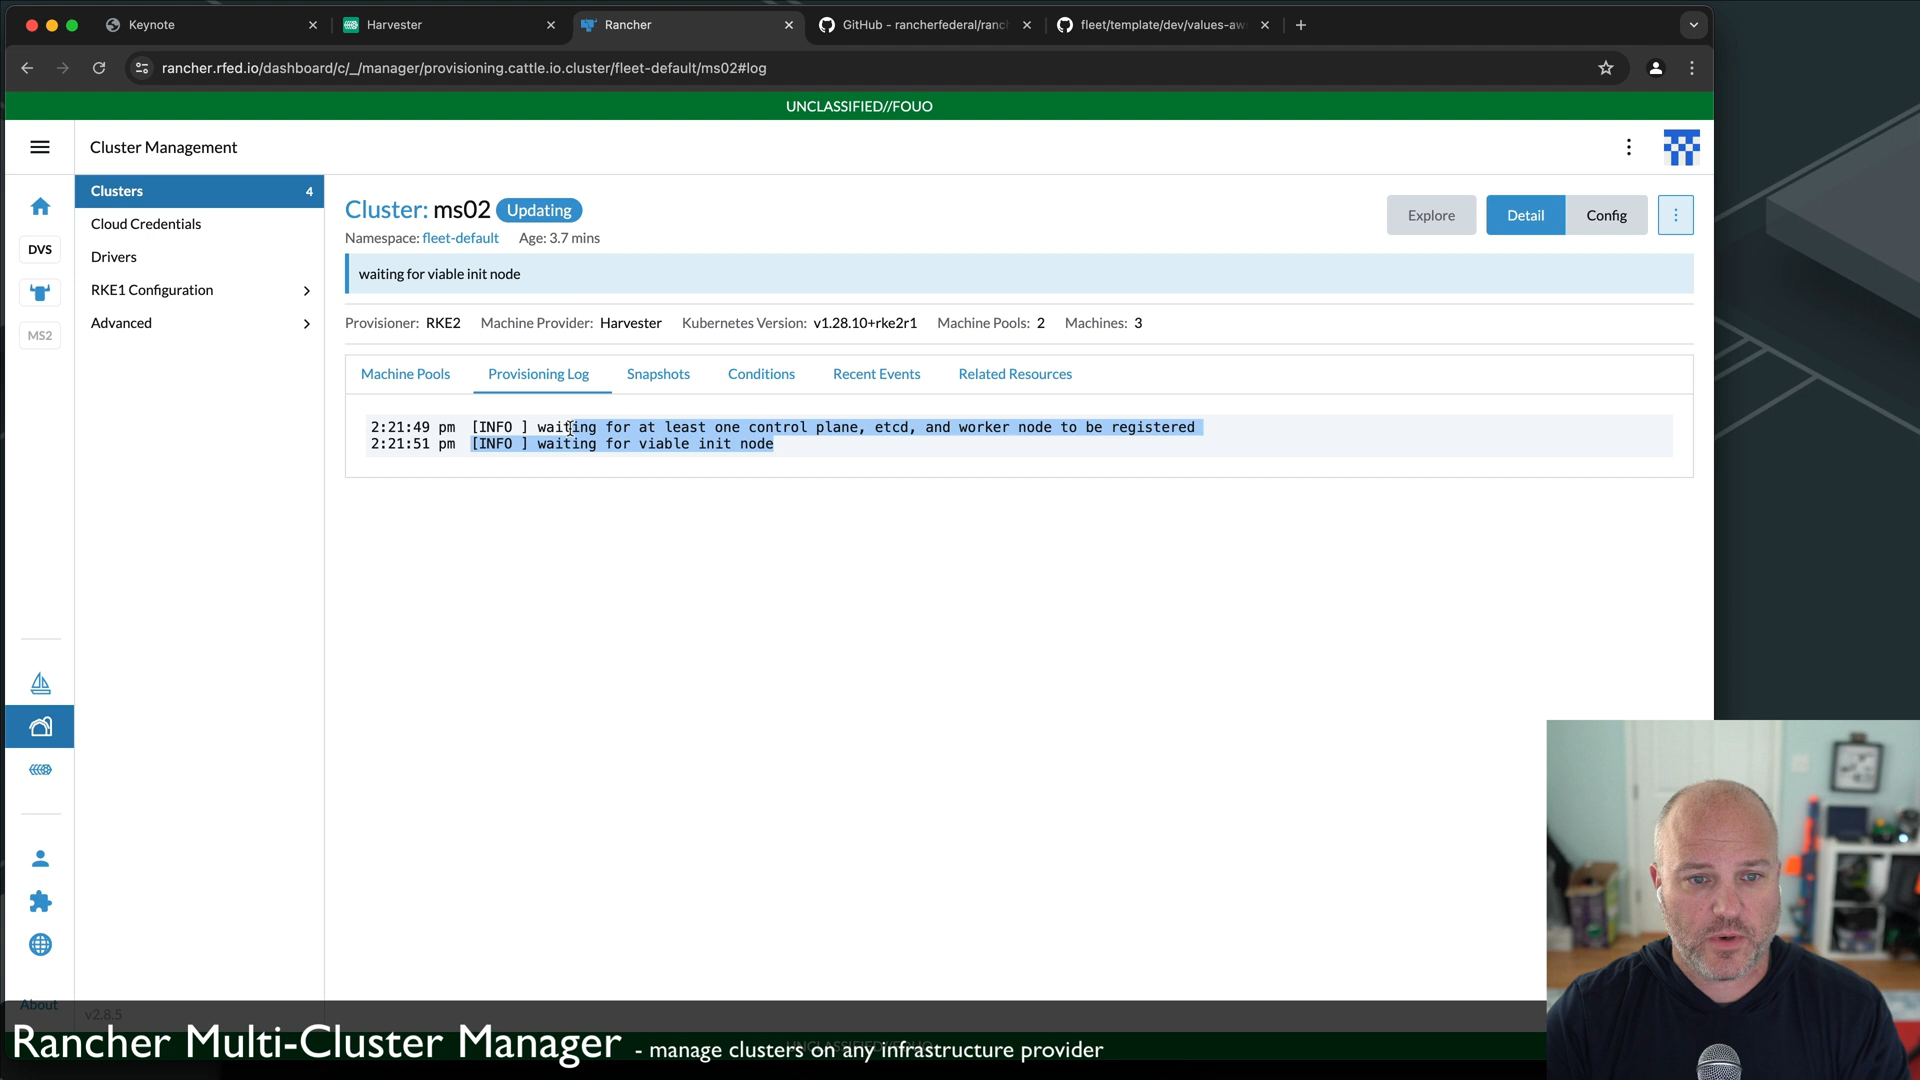 Keynote
Harvester
Rancher
GitHub - rancherfederal/ranc
fleet/template/dev/values-aw
rancher.rfed.io/dashboard/c/_/manager/provisioning.cattle.io.cluster/fleet-default/ms02#log
UNCLASSIFIED//FOUO
Cluster Management
Clusters 4
Cloud Credentials
Drivers
RKE1 Configuration
Advanced
DVS
MS2
About
v2.8.5
Cluster: ms02 Updating
Namespace: fleet-default Age: 3.7 mins
Explore
Detail
Config
waiting for viable init node
Provisioner: RKE2 Machine Provider: Harvester Kubernetes Version: v1.28.10+rke2r1 Machine Pools: 2 Machines: 3
Machine Pools Provisioning Log Snapshots Conditions Recent Events Related Resources
2:21:49 pm [INFO ] waiting for at least one control plane, etcd, and worker node to be registered
2:21:51 pm [INFO ] waiting for viable init node
UNCLASSIFIED//FOUO
Rancher Multi-Cluster Manager - manage clusters on any infrastructure provider